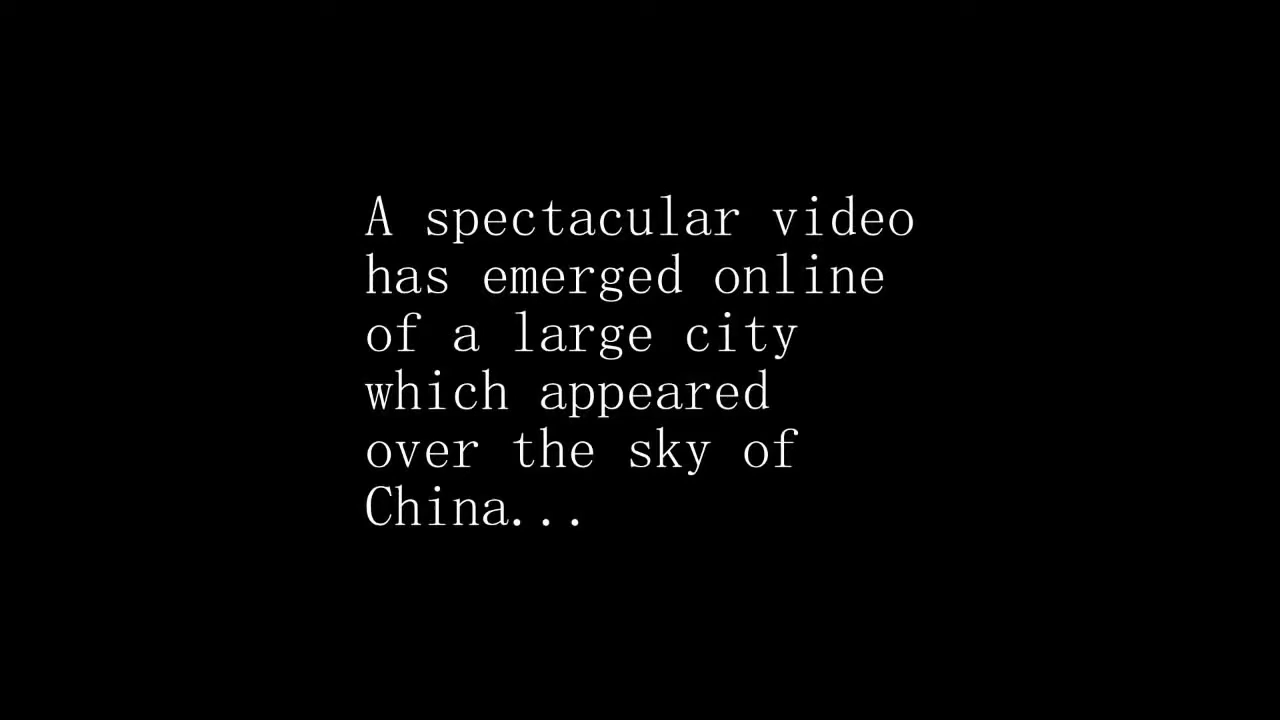 A spectacular video
has emerged online
of a large city
which appeared
over the sky of
China...